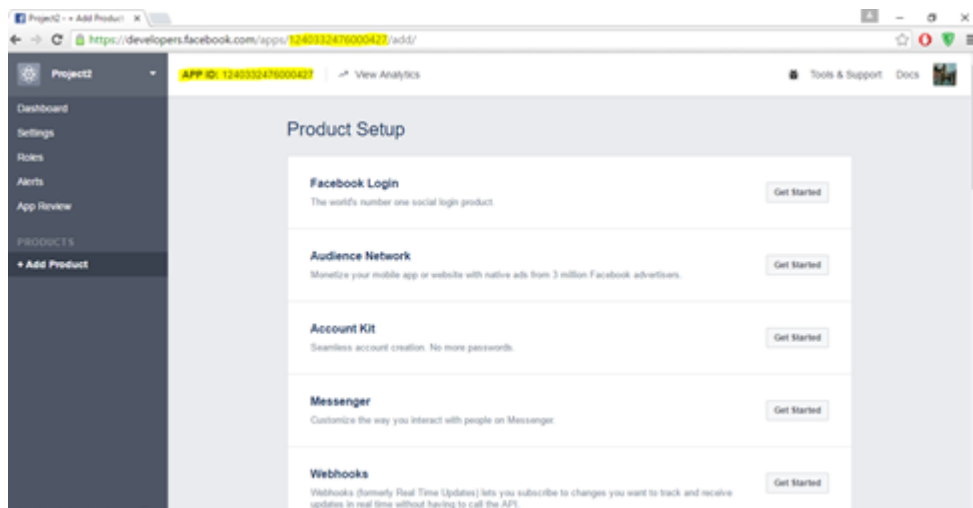 Project2 - + Add Product
https://developers.facebook.com/apps/1240332476000427/add/
Project2
APP ID: 1240332476000427
View Analytics
Tools & Support
Docs
Dashboard
Settings
Roles
Alerts
App Review
PRODUCTS
+ Add Product
Product Setup
Facebook Login
The world's number one social login product.
Get Started
Audience Network
Monetize your mobile app or website with native ads from 3 million Facebook advertisers.
Get Started
Account Kit
Seamless account creation. No more passwords.
Get Started
Messenger
Customize the way you interact with people on Messenger.
Get Started
Webhooks
Webhooks (formerly Real Time Updates) lets you subscribe to changes you want to track and receive
updates in real time without having to call the API.
Get Started